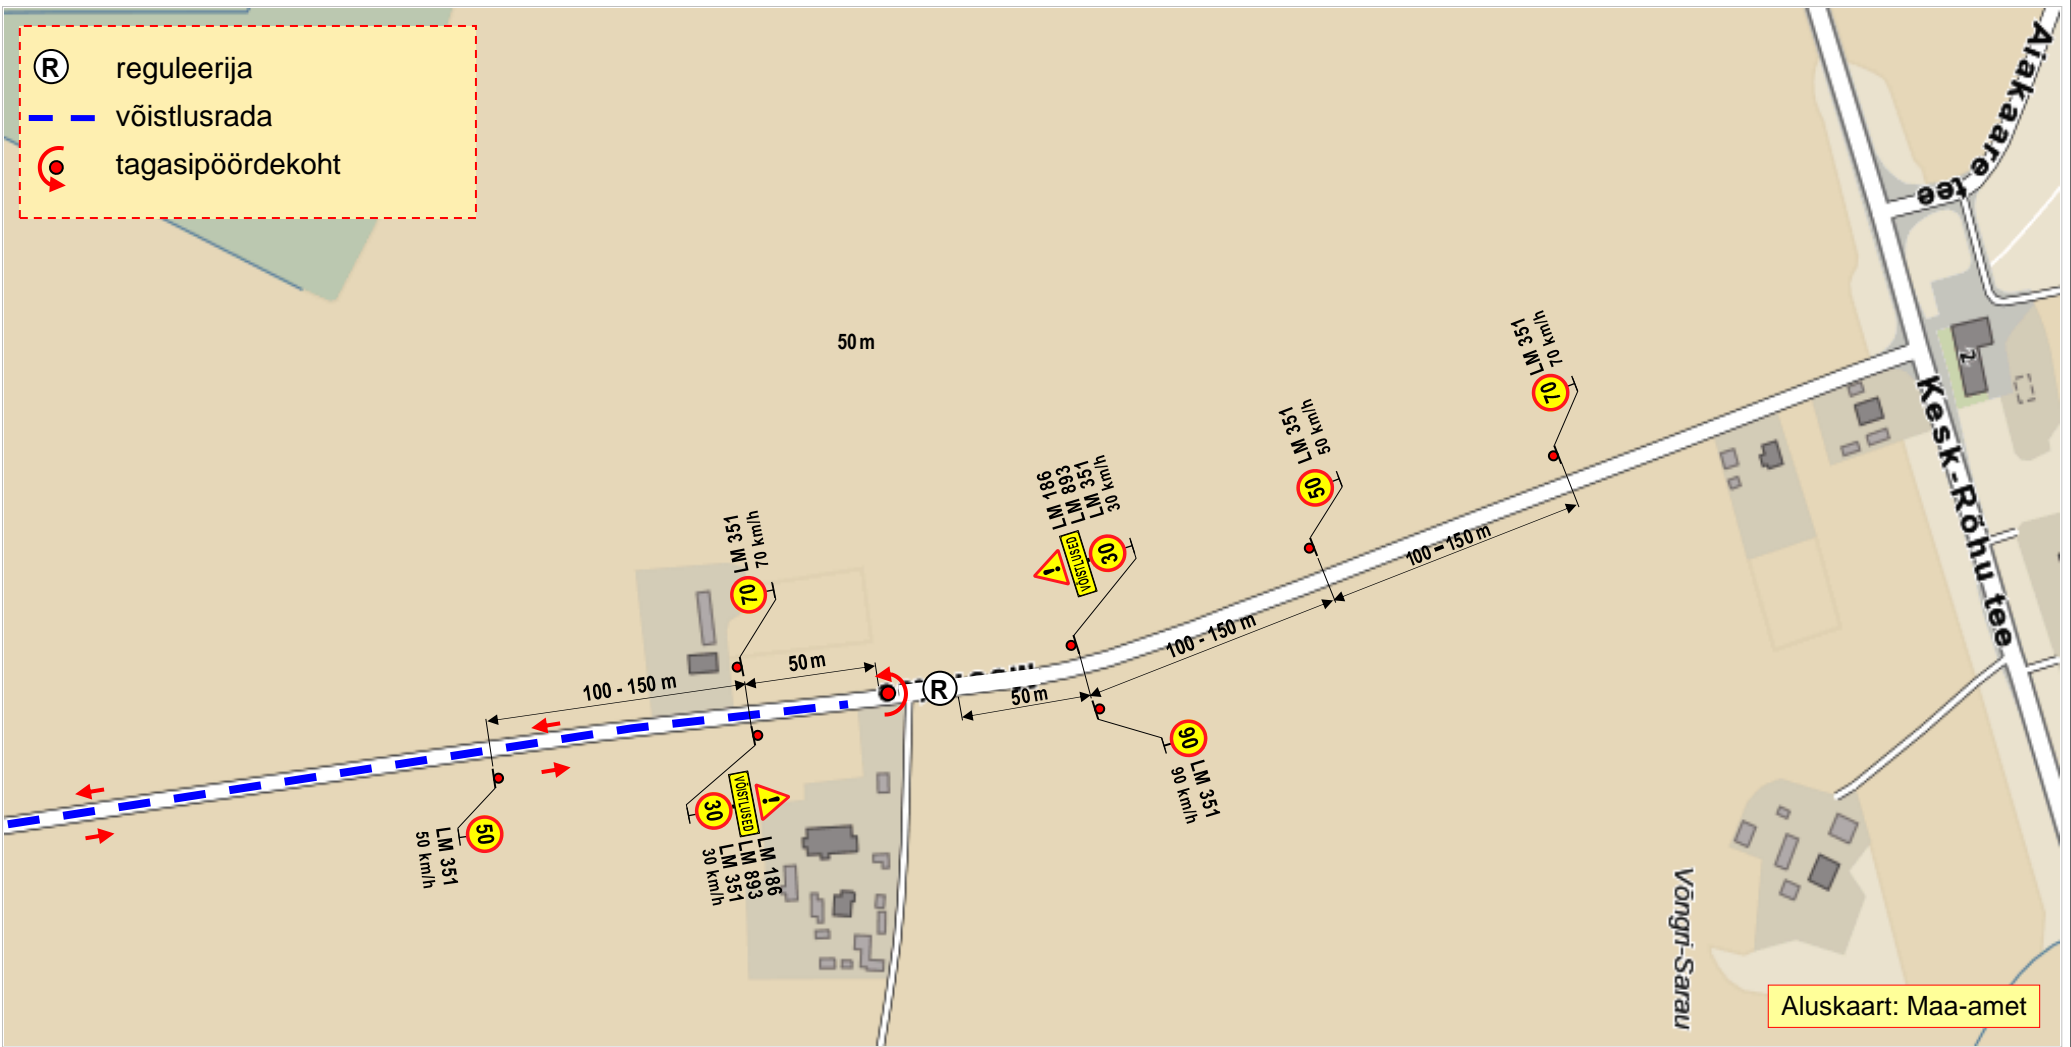 R reguleerija
võistlusrada
tagasipöördekoht
Aiakaare tee
50 m
LM 351
70 km/h
70
2
LM 351
50 km/h
50
Kesk-Rõhu tee
LM 186
LM 893
LM 351
30 km/h
VÕISTLUSED
!
30
100 – 150 m
LM 351
70 km/h
70
100 - 150 m
50 m
100 - 150 m
R
50 m
90
LM 351
90 km/h
50
LM 351
50 km/h
30
VÕISTLUSED
!
LM 186
LM 893
LM 351
30 km/h
Võngri-Sarau
Aluskaart: Maa-amet